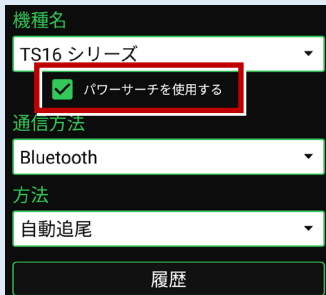 機種名
TS16 シリーズ
パワーサーチを使用する
通信方法
Bluetooth
方法
自動追尾
履歴